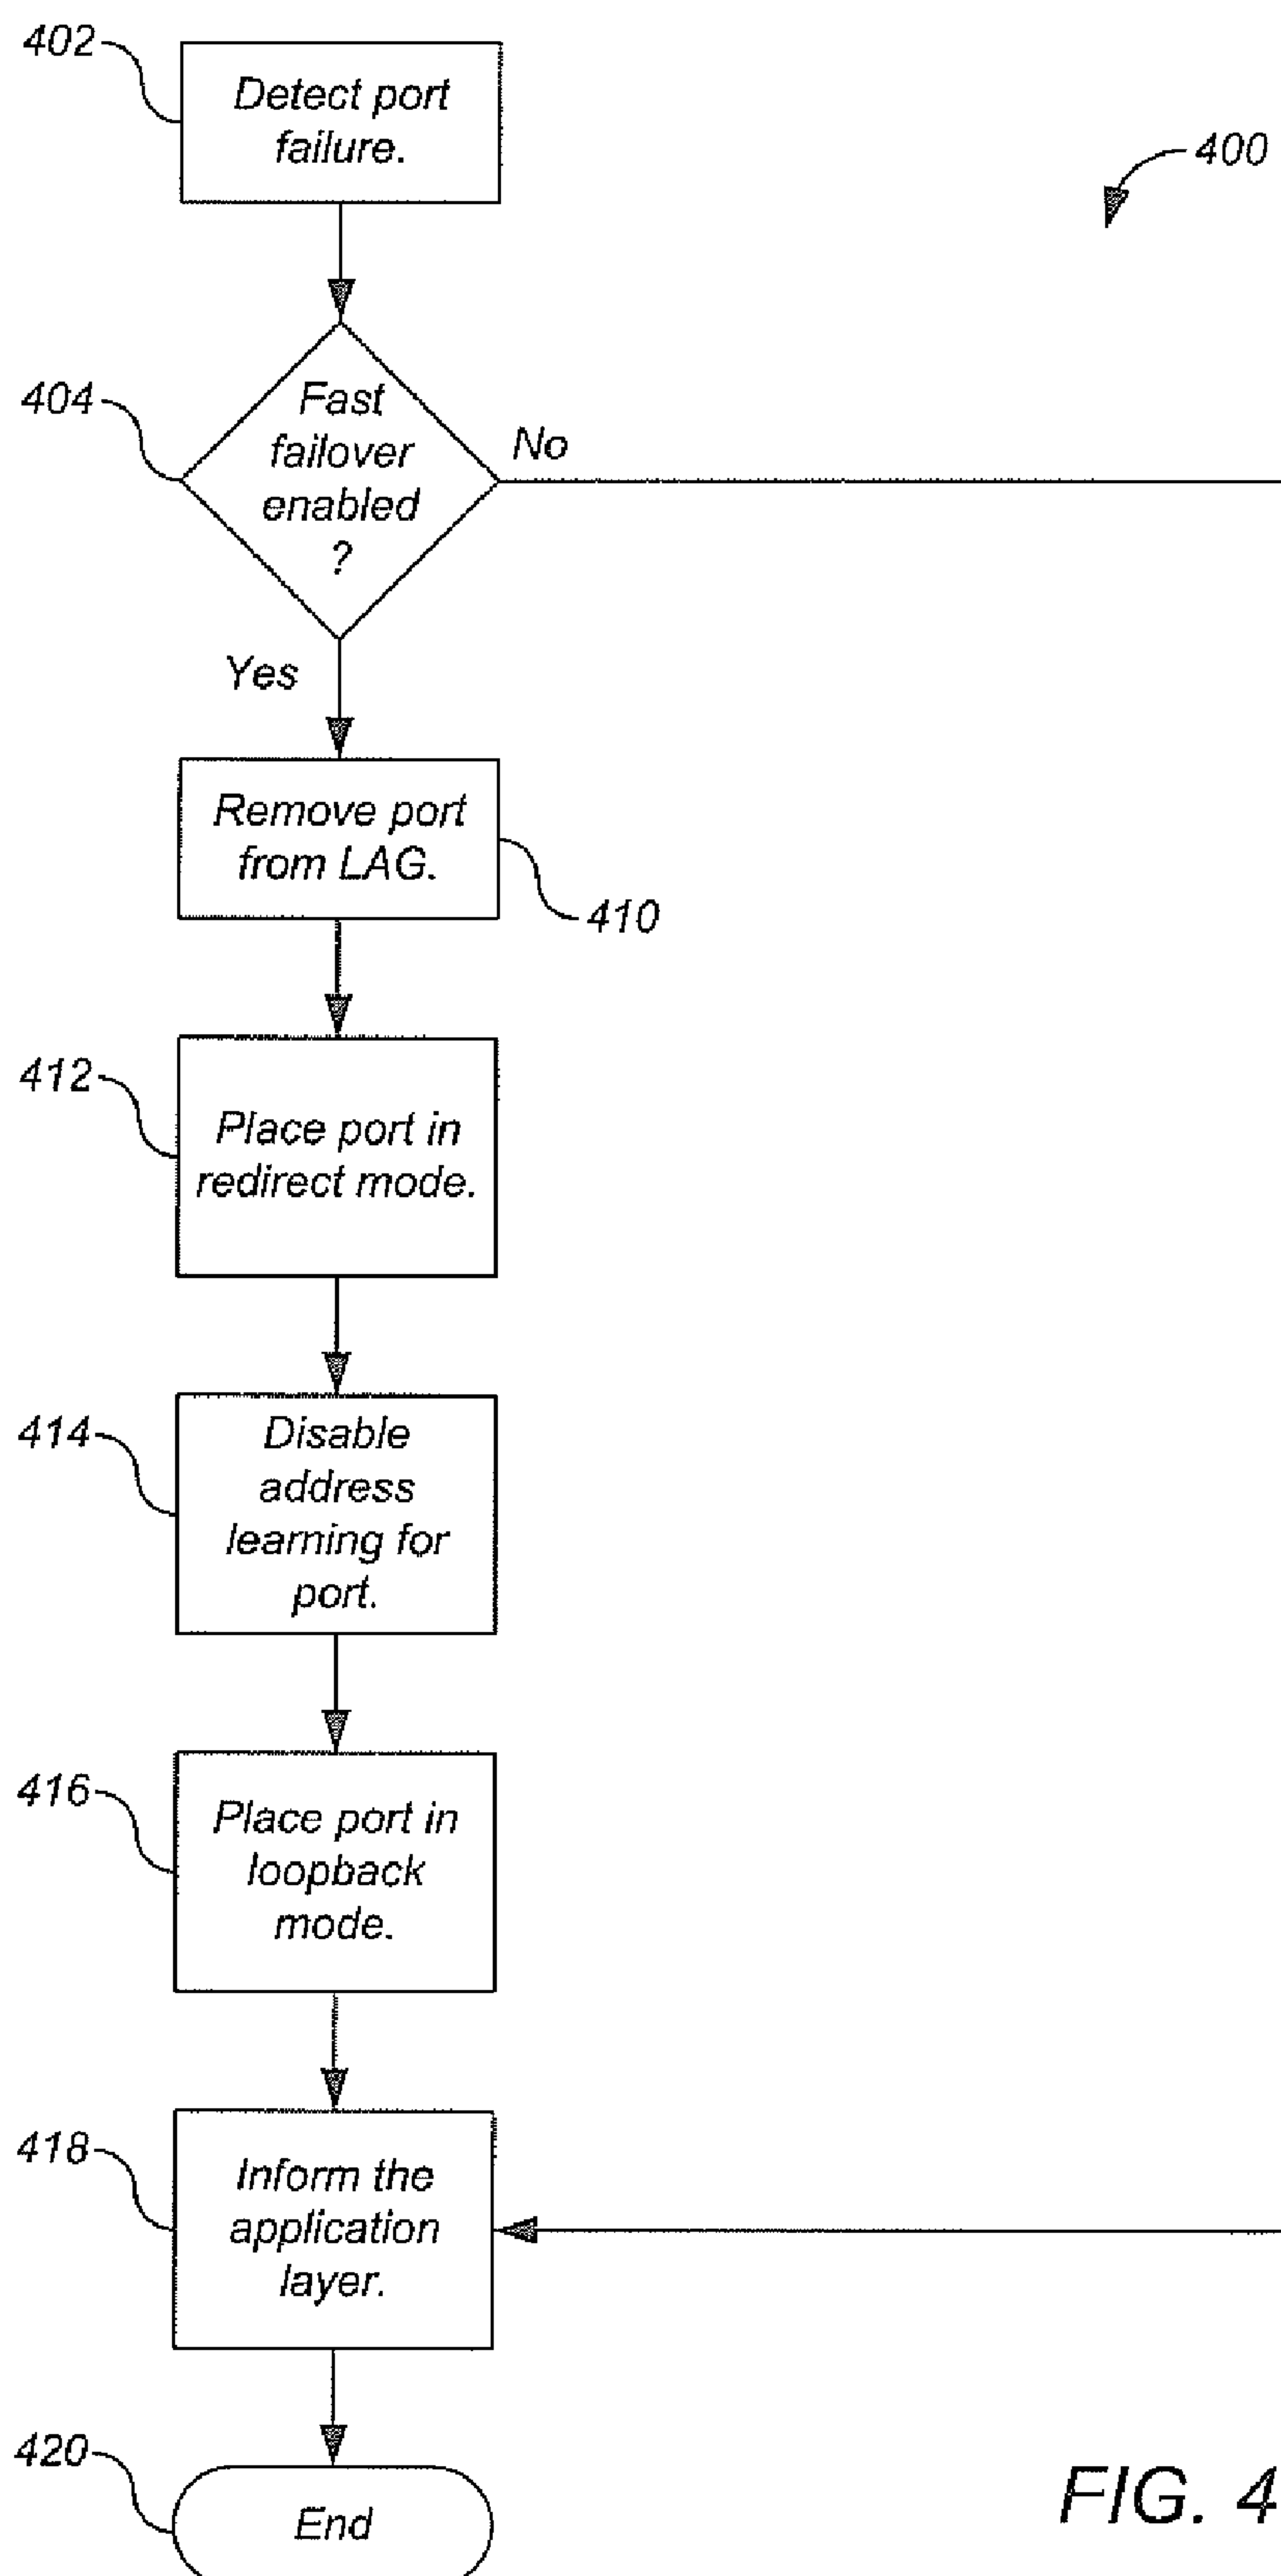 402
Detect port
failure.
400
404
Fast
failover
enabled
?
No
Yes
Remove port
from LAG.
410
412
Place port in
redirect mode.
414
Disable
address
learning for
port.
416
Place port in
loopback
mode.
418
Inform the
application
layer.
420
End
FIG. 4